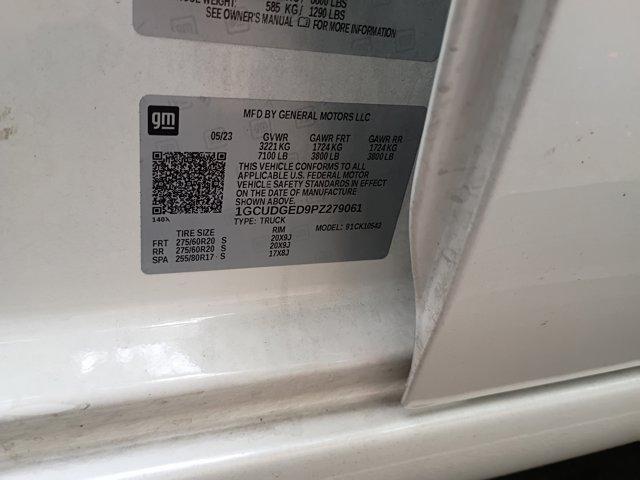 WEIGHT: 585 KG / 1290 LBS
SEE OWNER'S MANUAL FOR MORE INFORMATION
gm
MFD BY GENERAL MOTORS LLC
05/23 GVWR GAWR FRT GAWR RR
3221 KG 1724 KG 1724 KG
7100 LB 3800 LB 3800 LB
THIS VEHICLE CONFORMS TO ALL
APPLICABLE U.S. FEDERAL MOTOR
VEHICLE SAFETY STANDARDS IN EFFECT
ON THE DATE OF MANUFACTURE
SHOWN ABOVE.
1GCUDGED9PZ279061
TYPE: TRUCK MODEL: 91CK10543
TIRE SIZE RIM
FRT 275/60R20 S 20X9J
RR 275/60R20 S 20X9J
SPA 255/80R17 S 17X8J